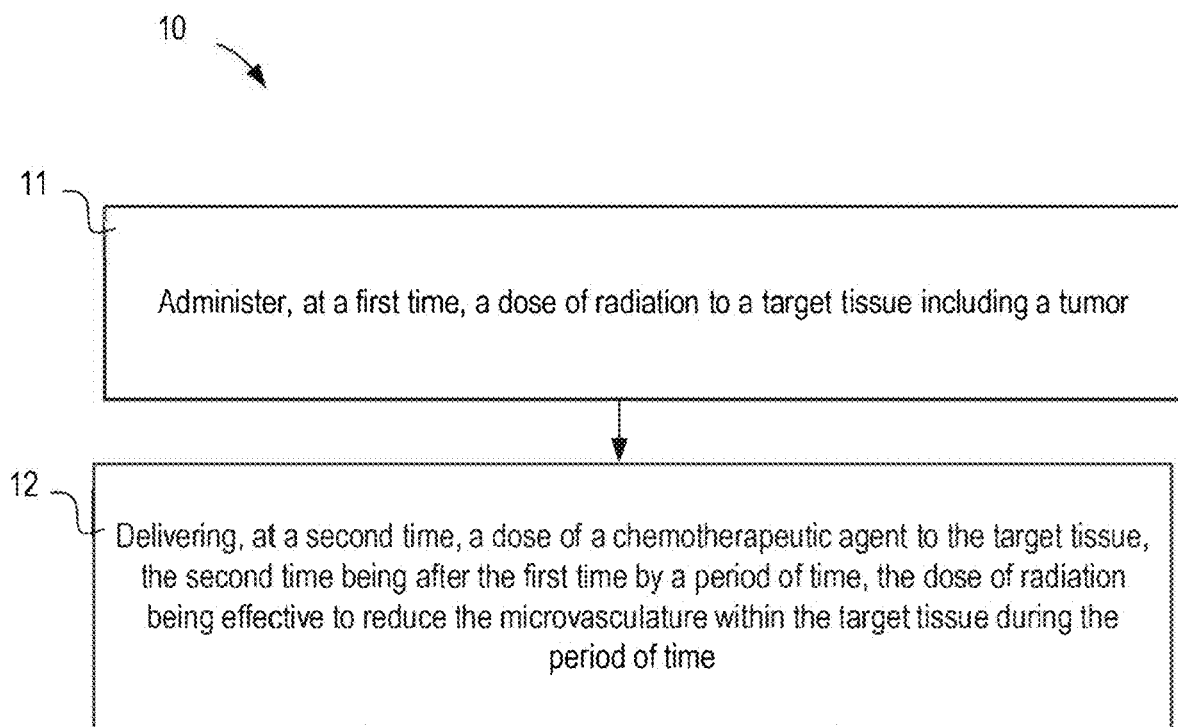 10
11
Administer, at a first time, a dose of radiation to a target tissue including a tumor
12
Delivering, at a second time, a dose of a chemotherapeutic agent to the target tissue,
the second time being after the first time by a period of time, the dose of radiation
being effective to reduce the microvasculature within the target tissue during the
period of time